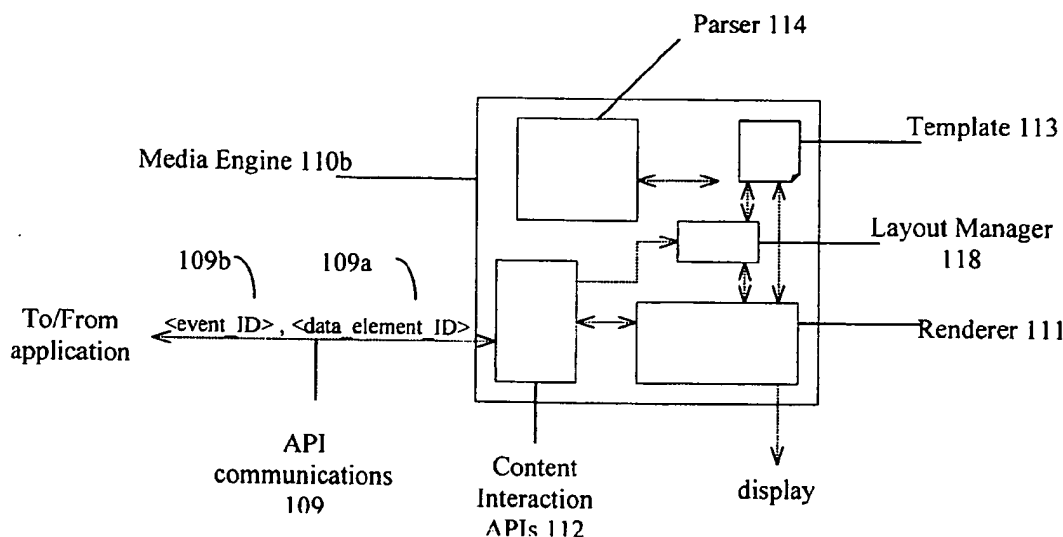 Parser 114
Template 113
Media Engine 110b
Layout Manager
118
109b
109a
To/From
application
<event_ID>, <data_element_ID>
Renderer 111
API
communications
109
Content
Interaction
APIs 112
display